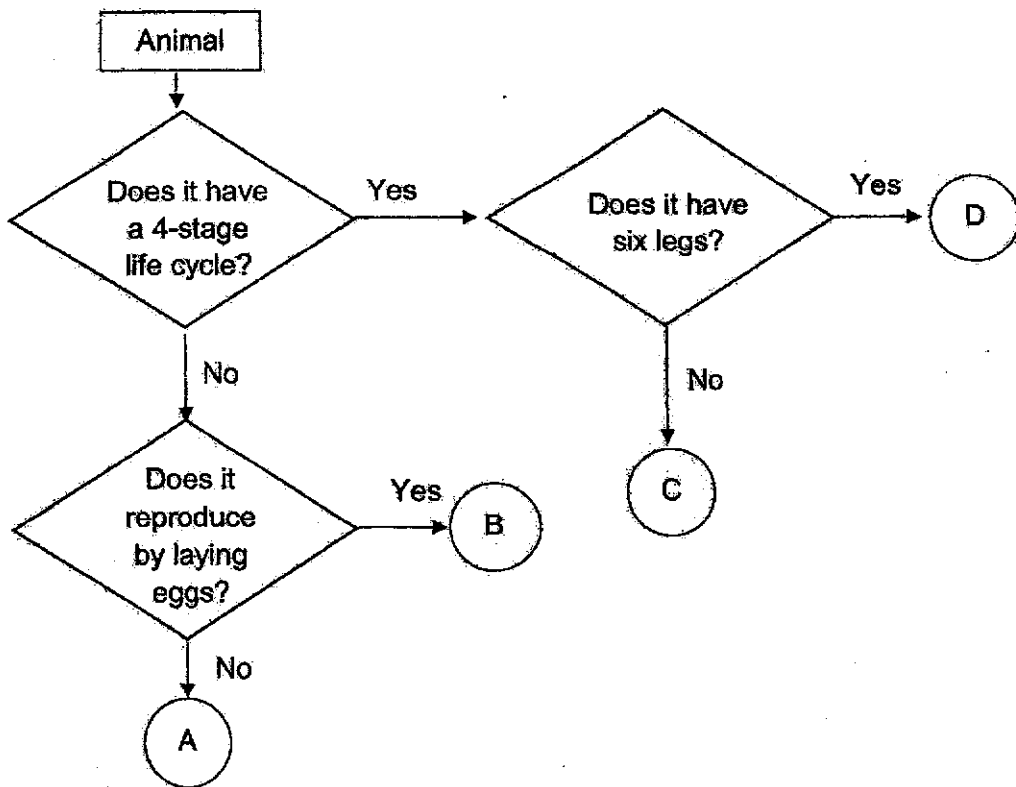 Animal
Does it have
a 4-stage
life cycle?
Yes
Does it have
six legs?
Yes
D
No
No
C
Does it
reproduce
by laying
eggs?
Yes
B
No
A